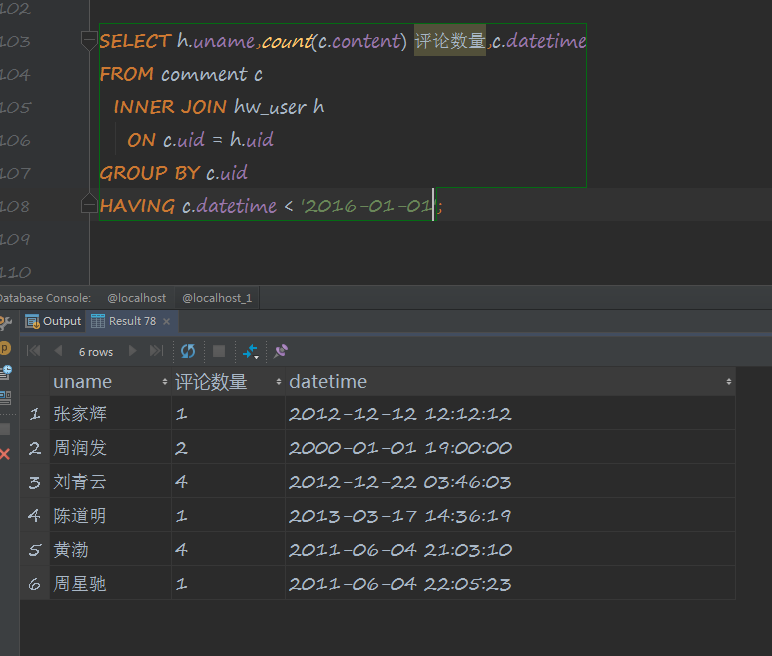 102
103 SELECT h.uname,count(c.content) 评论数量,c.datetime
104 FROM comment c
105 INNER JOIN hw_user h
106 ON c.uid = h.uid
107 GROUP BY c.uid
108 HAVING c.datetime < '2016-01-01';
109
110
Database Console: @localhost @localhost_1
Output Result 78
6 rows
uname 评论数量 datetime
1 张家辉 1 2012-12-12 12:12:12
2 周润发 2 2000-01-01 19:00:00
3 刘青云 4 2012-12-22 03:46:03
4 陈道明 1 2013-03-17 14:36:19
5 黄渤 4 2011-06-04 21:03:10
6 周星驰 1 2011-06-04 22:05:23